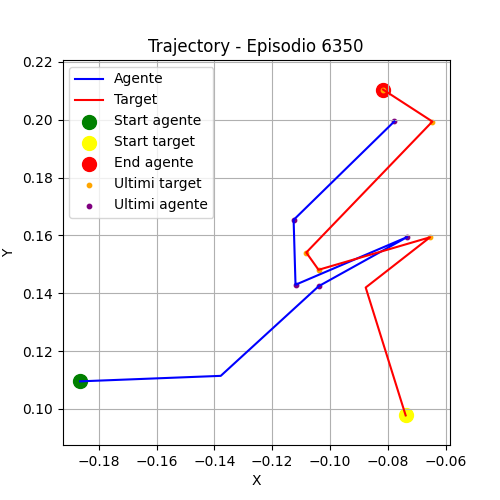 Trajectory - Episodio 6350
Agente
Target
Start agente
Start target
End agente
Ultimi target
Ultimi agente
Y
0.22
0.20
0.18
0.16
0.14
0.12
0.10
−0.18 −0.16 −0.14 −0.12 −0.10 −0.08 −0.06
X